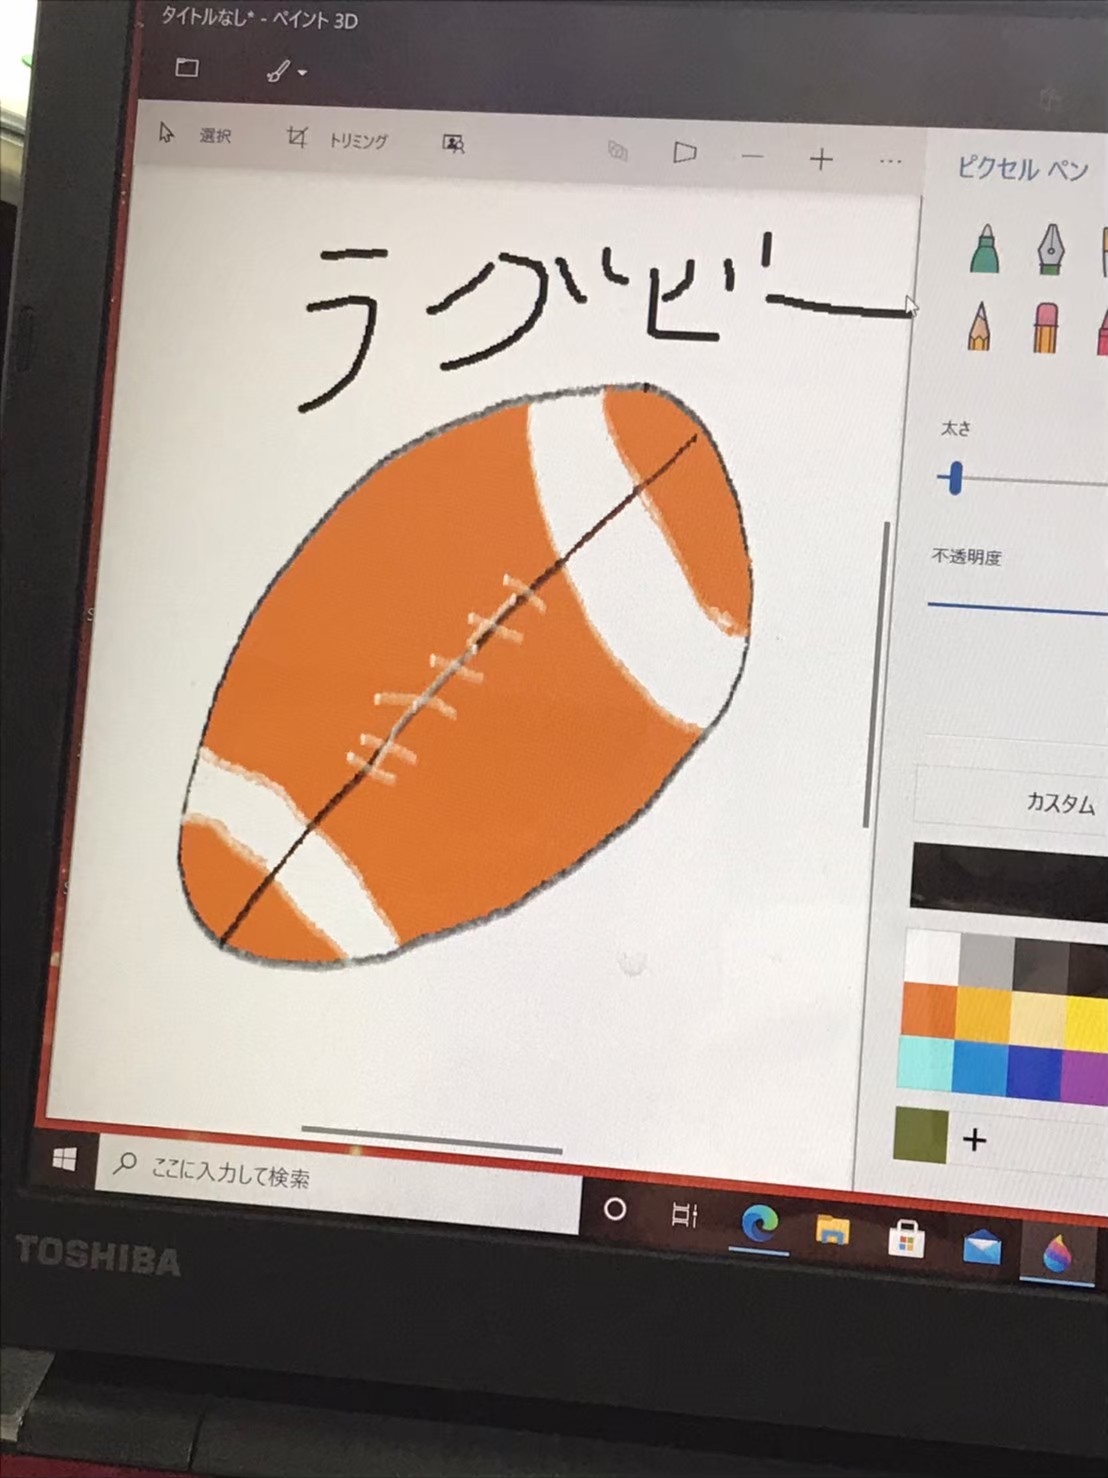 タイトルなし* - ペイント 3D
選択
トリミング
ピクセル ペン
ラグビー
太さ
不透明度
カスタム
ここに入力して検索
TOSHIBA